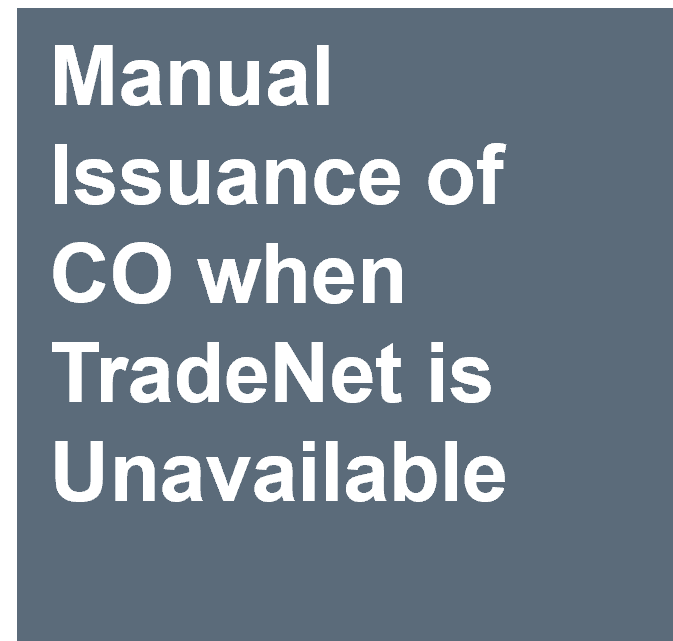 Manual
Issuance of
CO when
TradeNet is
Unavailable